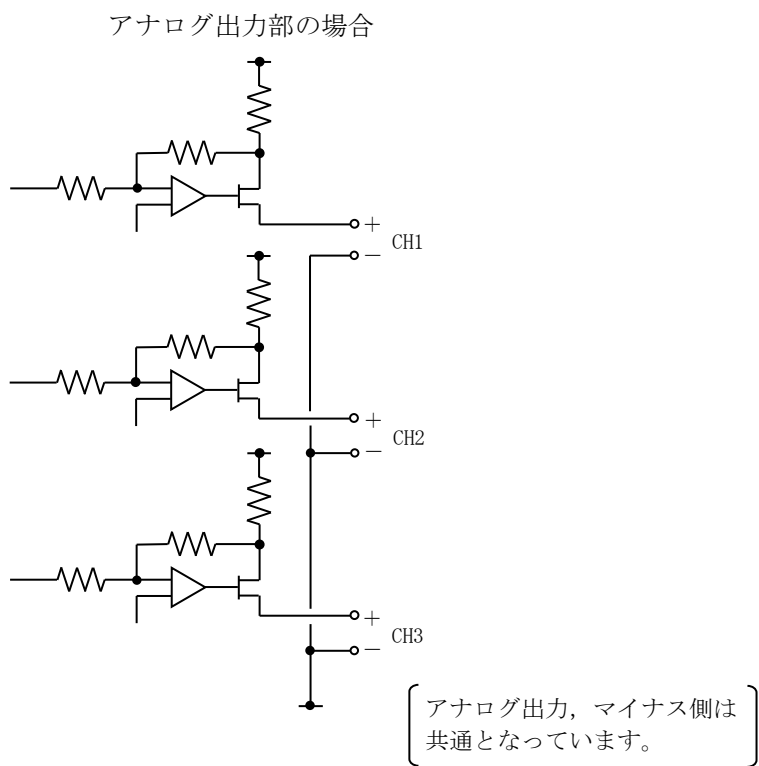 アナログ出力部の場合
+
CH1
−
+
CH2
−
+
CH3
−
アナログ出力，マイナス側は
共通となっています。